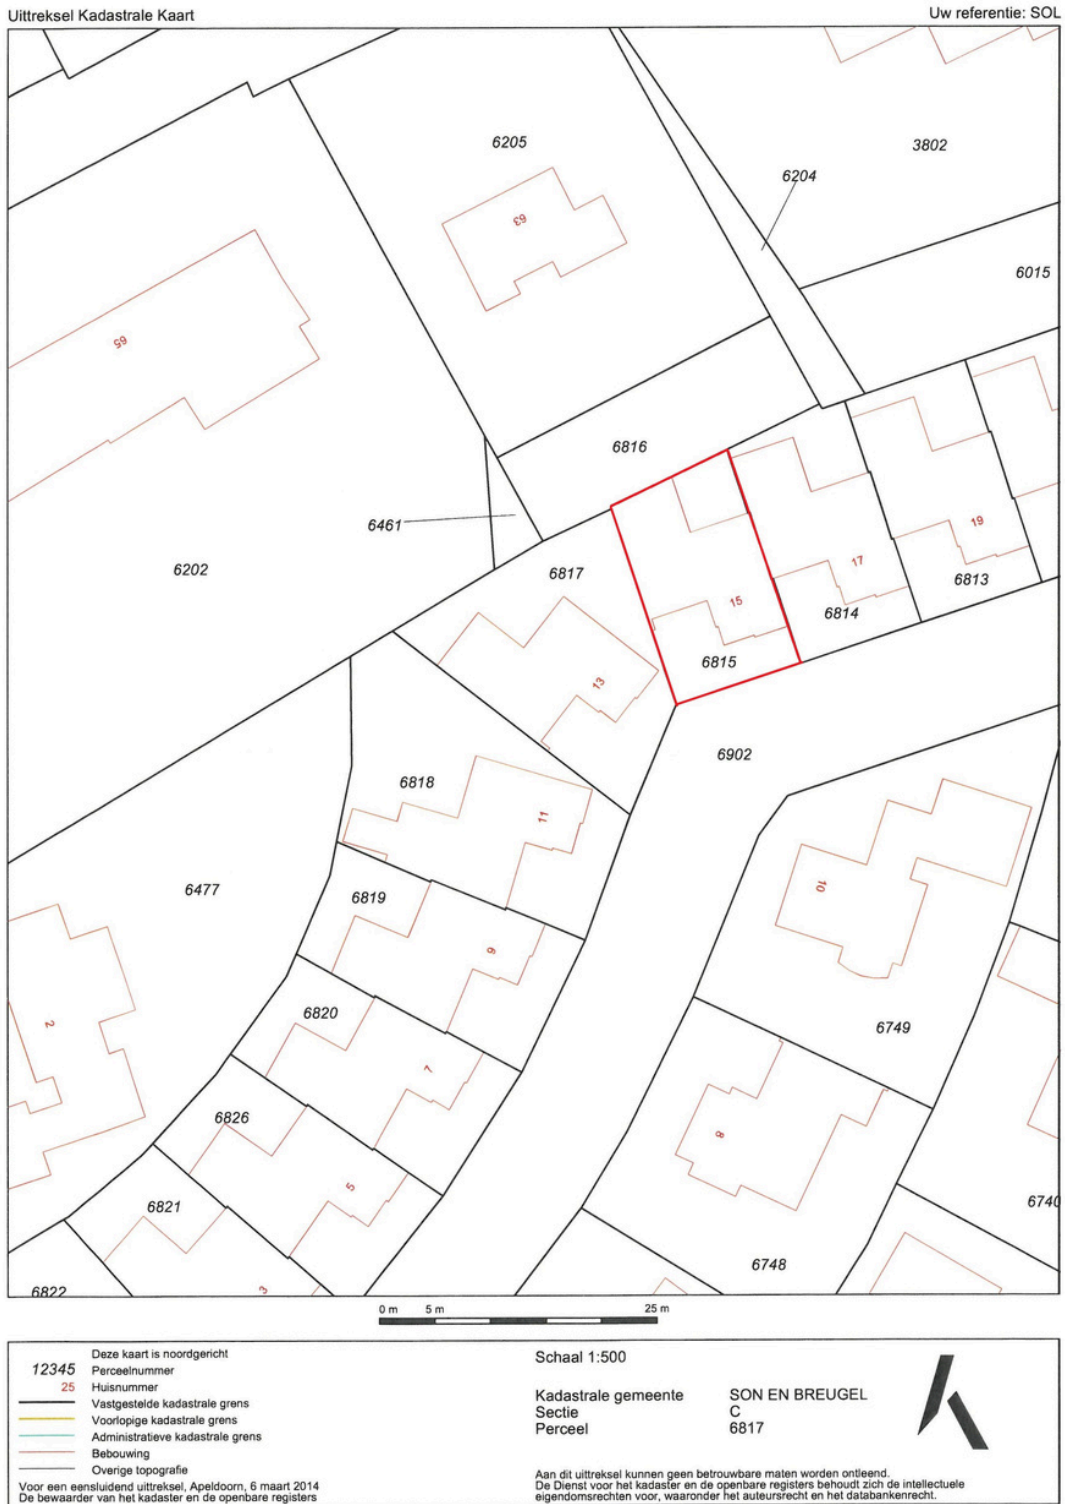 Uittreksel Kadastrale Kaart
Uw referentie: SOL
6205
3802
6204
63
6015
65
6816
6461
19
6202
6817
17
6813
15
6814
6815
13
6902
6818
11
10
6477
6819
9
6820
2
6749
7
6826
8
5
6821
6740
6748
6822
3
0 m 5 m 25 m
Deze kaart is noordgericht
12345 Perceelnummer
25 Huisnummer
Vastgestelde kadastrale grens
Voorlopige kadastrale grens
Administratieve kadastrale grens
Bebouwing
Overige topografie
Voor een eensluidend uittreksel, Apeldoorn, 6 maart 2014
De bewaarder van het kadaster en de openbare registers
Schaal 1:500
Kadastrale gemeente SON EN BREUGEL
Sectie C
Perceel 6817
Aan dit uittreksel kunnen geen betrouwbare maten worden ontleend.
De Dienst voor het kadaster en de openbare registers behoudt zich de intellectuele
eigendomsrechten voor, waaronder het auteursrecht en het databankenrecht.